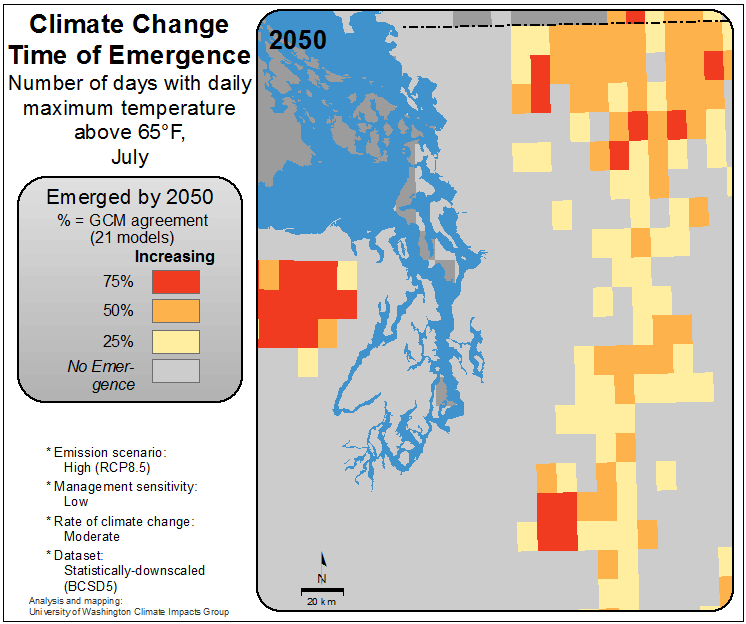 Climate Change
Time of Emergence
Number of days with daily
maximum temperature
above 65°F,
July
2050
Emerged by 2050
% = GCM agreement
(21 models)
Increasing
75%
50%
25%
No Emer-
gence
* Emission scenario:
High (RCP8.5)
* Management sensitivity:
Low
* Rate of climate change:
Moderate
* Dataset:
Statistically-downscaled
(BCSD5)
Analysis and mapping:
University of Washington Climate Impacts Group
N
20 km